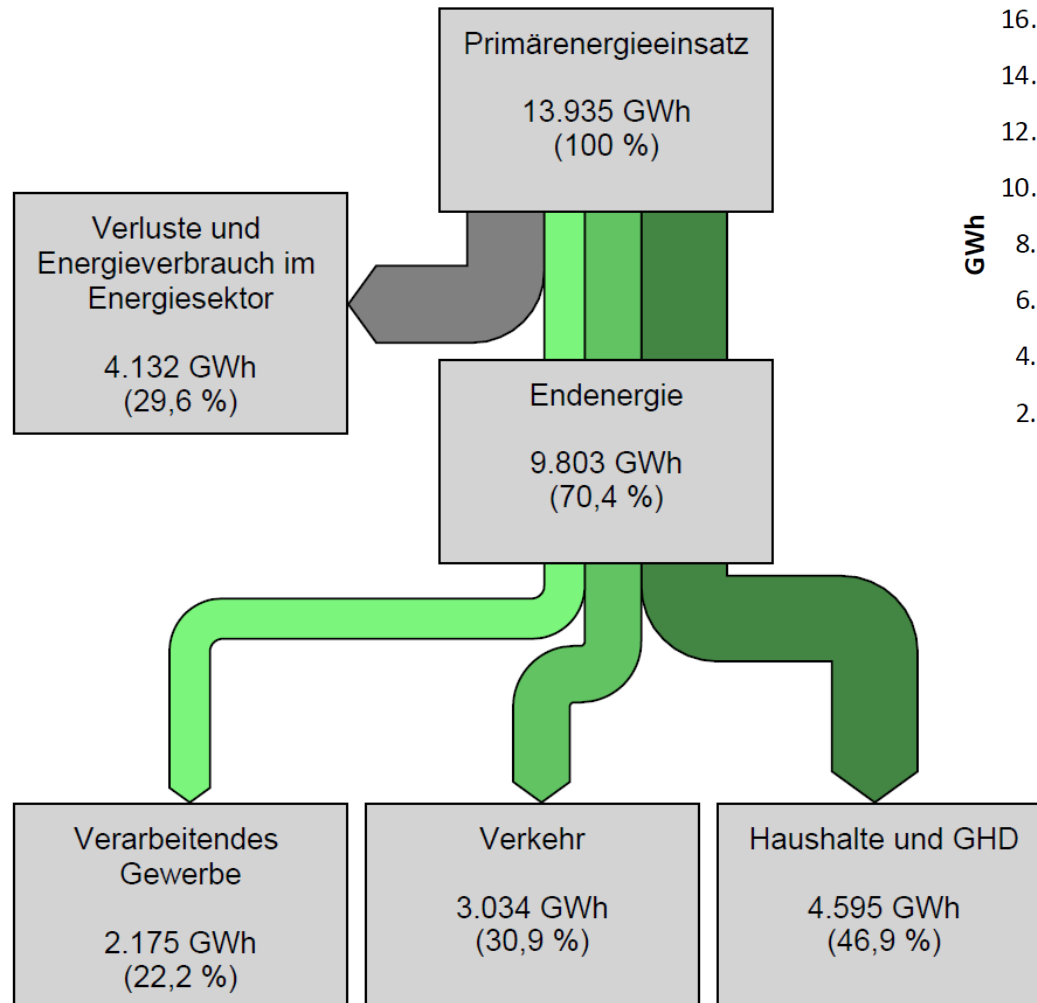 Primärenergieeinsatz
13.935 GWh
(100 %)
Verluste und
Energieverbrauch im
Energiesektor
4.132 GWh
(29,6 %)
Endenergie
9.803 GWh
(70,4 %)
Verarbeitendes
Gewerbe
2.175 GWh
(22,2 %)
Verkehr
3.034 GWh
(30,9 %)
Haushalte und GHD
4.595 GWh
(46,9 %)
GWh
16.
14.
12.
10.
8.
6.
4.
2.